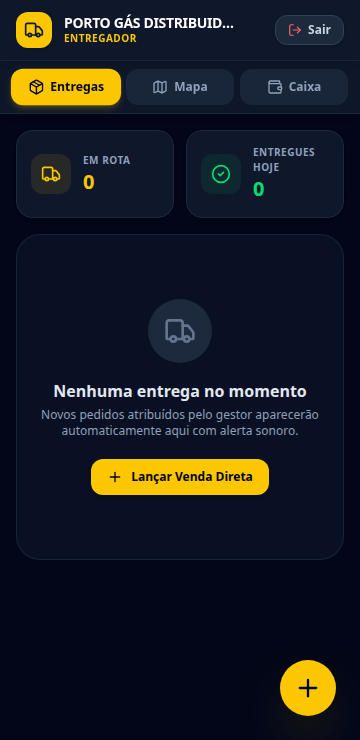 PORTO GÁS DISTRIBUID...
ENTREGADOR
Sair
Entregas
Mapa
Caixa
EM ROTA
0
ENTREGUES
HOJE
0
Nenhuma entrega no momento
Novos pedidos atribuídos pelo gestor aparecerão
automaticamente aqui com alerta sonoro.
Lançar Venda Direta